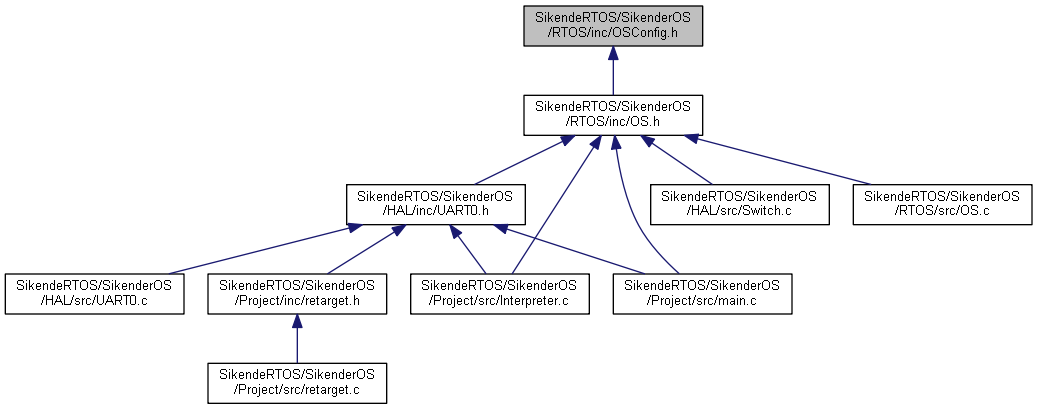 SikendeRTOS/SikenderOS
/RTOS/inc/OSConfig.h
SikendeRTOS/SikenderOS
/RTOS/inc/OS.h
SikendeRTOS/SikenderOS
/HAL/inc/UART0.h
SikendeRTOS/SikenderOS
/HAL/src/Switch.c
SikendeRTOS/SikenderOS
/RTOS/src/OS.c
SikendeRTOS/SikenderOS
/HAL/src/UART0.c
SikendeRTOS/SikenderOS
/Project/inc/retarget.h
SikendeRTOS/SikenderOS
/Project/src/Interpreter.c
SikendeRTOS/SikenderOS
/Project/src/main.c
SikendeRTOS/SikenderOS
/Project/src/retarget.c